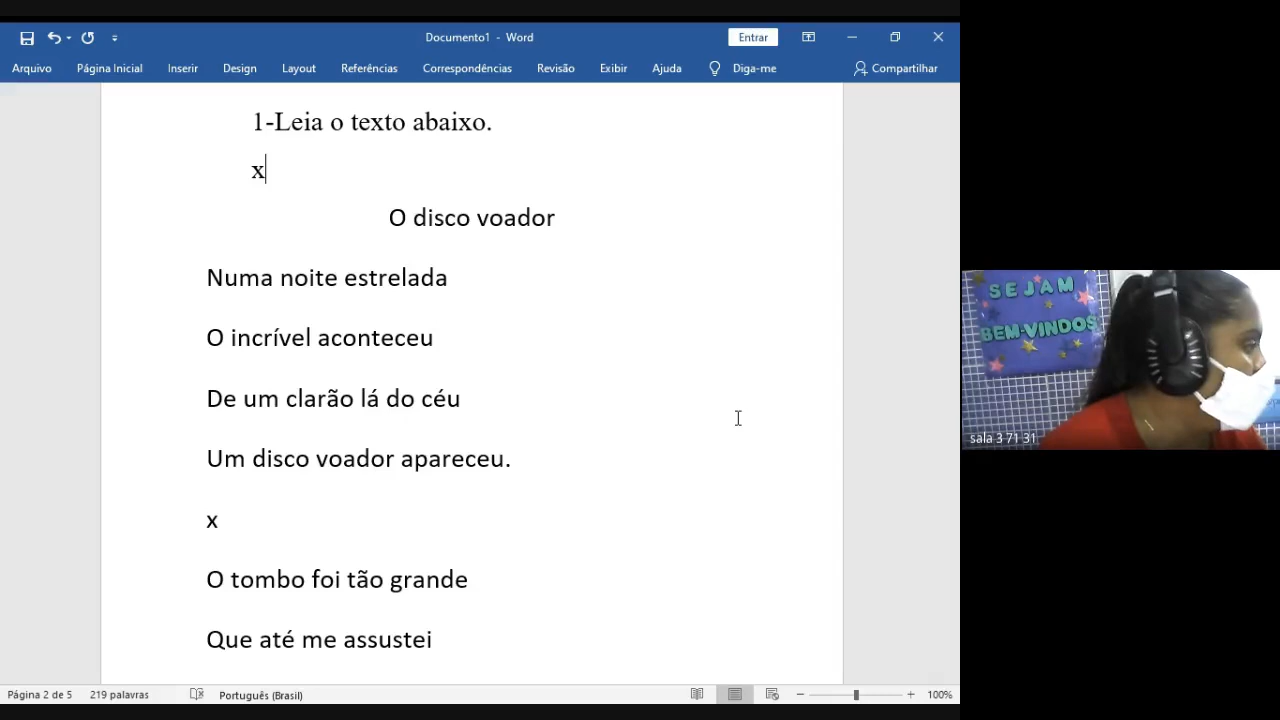 Documento1 - Word
Entrar
Arquivo Página Inicial Inserir Design Layout Referências Correspondências Revisão Exibir Ajuda Diga-me Compartilhar
1-Leia o texto abaixo.
x
O disco voador
Numa noite estrelada
O incrível aconteceu
De um clarão lá do céu
Um disco voador apareceu.
x
O tombo foi tão grande
Que até me assustei
Página 2 de 5 219 palavras Português (Brasil) 100%
SEJAM
BEM-VINDOS
sala 3 71 31